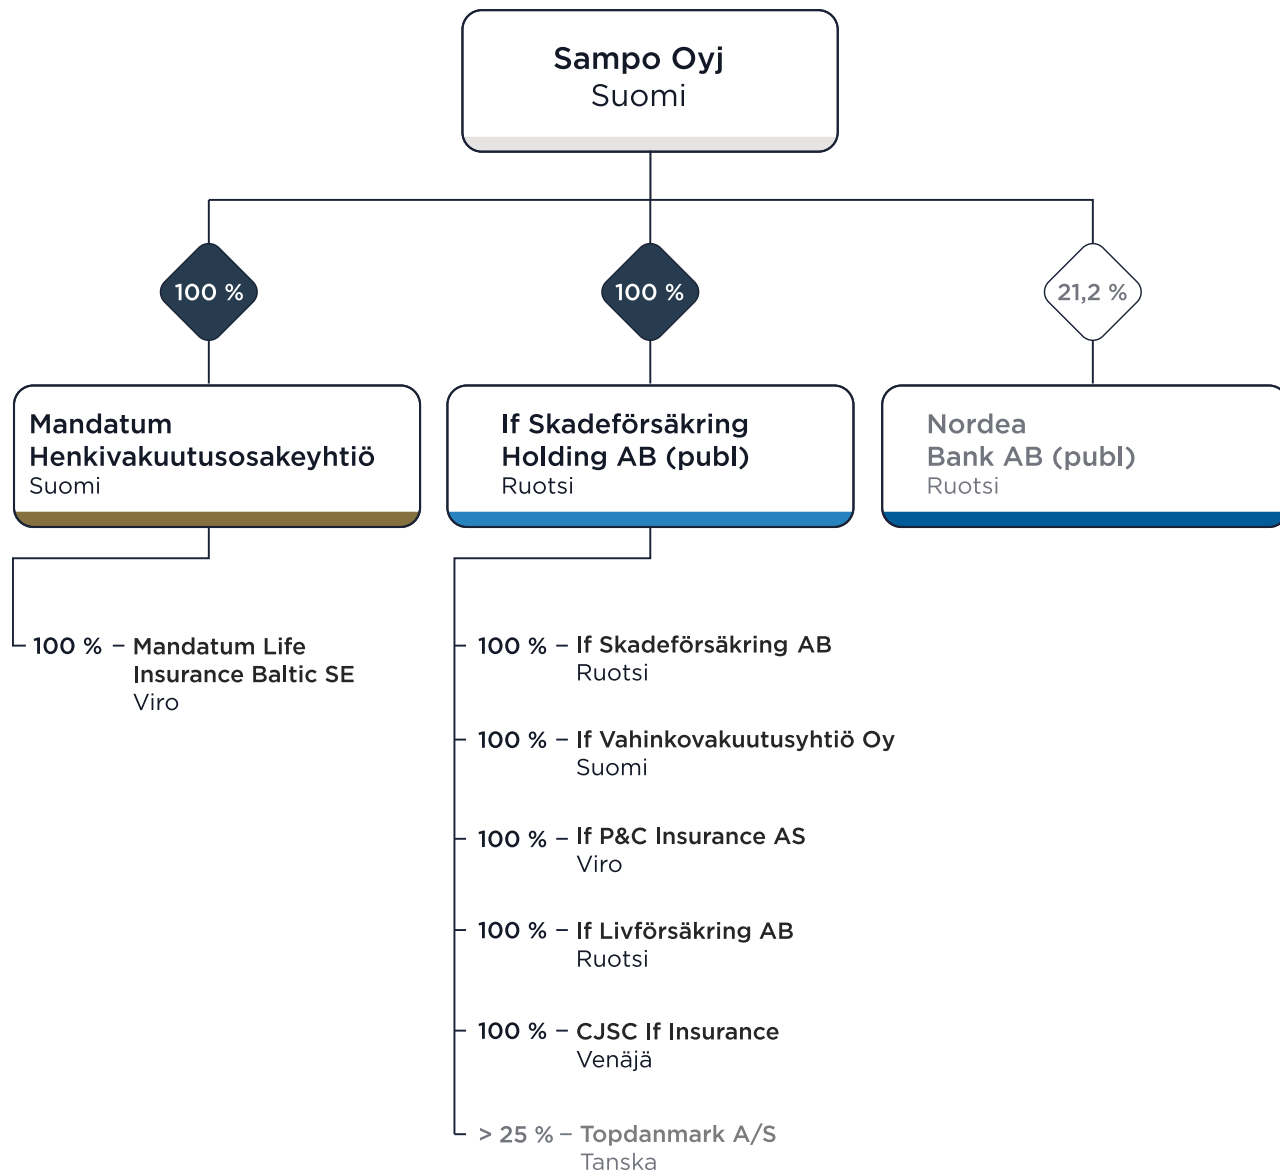 Sampo Oyj
Suomi
100 %
100 %
21,2 %
Mandatum
Henkivakuutusosakeyhtiö
Suomi
If Skadeförsäkring
Holding AB (publ)
Ruotsi
Nordea
Bank AB (publ)
Ruotsi
100 % – Mandatum Life
Insurance Baltic SE
Viro
100 % – If Skadeförsäkring AB
Ruotsi
100 % – If Vahinkovakuutusyhtiö Oy
Suomi
100 % – If P&C Insurance AS
Viro
100 % – If Livförsäkring AB
Ruotsi
100 % – CJSC If Insurance
Venäjä
> 25 % – Topdanmark A/S
Tanska